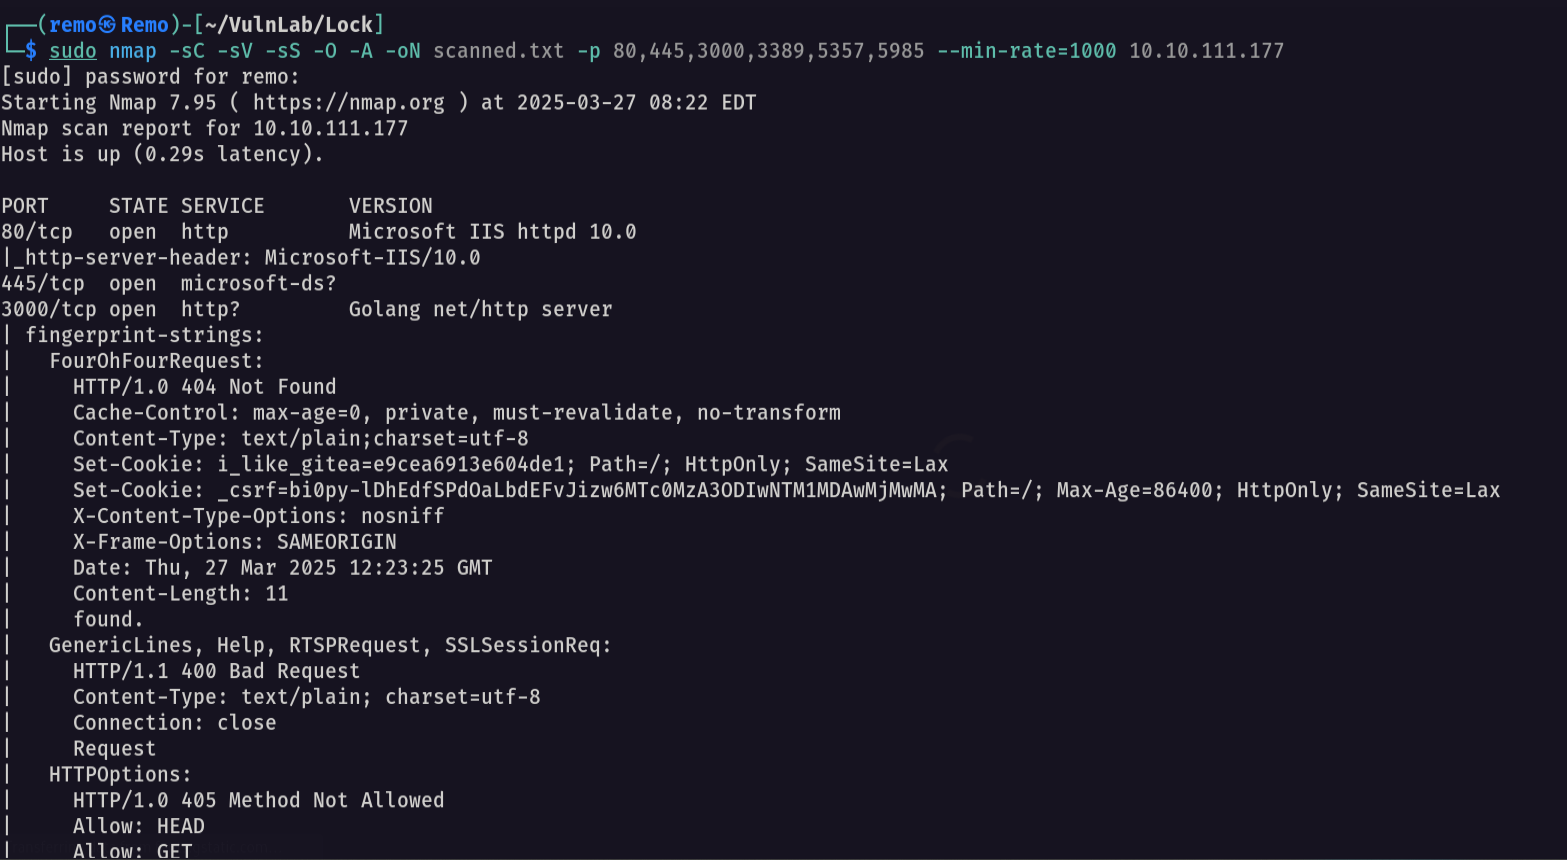 ┌──(remo㉿Remo)-[~/VulnLab/Lock]
└─$ sudo nmap -sC -sV -sS -O -A -oN scanned.txt -p 80,445,3000,3389,5357,5985 --min-rate=1000 10.10.111.177
[sudo] password for remo:
Starting Nmap 7.95 ( https://nmap.org ) at 2025-03-27 08:22 EDT
Nmap scan report for 10.10.111.177
Host is up (0.29s latency).
PORT     STATE SERVICE       VERSION
80/tcp   open  http          Microsoft IIS httpd 10.0
|_http-server-header: Microsoft-IIS/10.0
445/tcp  open  microsoft-ds?
3000/tcp open  http?         Golang net/http server
| fingerprint-strings:
|   FourOhFourRequest:
|     HTTP/1.0 404 Not Found
|     Cache-Control: max-age=0, private, must-revalidate, no-transform
|     Content-Type: text/plain;charset=utf-8
|     Set-Cookie: i_like_gitea=e9cea6913e604de1; Path=/; HttpOnly; SameSite=Lax
|     Set-Cookie: _csrf=bi0py-lDhEdfSPdOaLbdEFvJizw6MTc0MzA3ODIwNTM1MDAwMjMwMA; Path=/; Max-Age=86400; HttpOnly; SameSite=Lax
|     X-Content-Type-Options: nosniff
|     X-Frame-Options: SAMEORIGIN
|     Date: Thu, 27 Mar 2025 12:23:25 GMT
|     Content-Length: 11
|     found.
|   GenericLines, Help, RTSPRequest, SSLSessionReq:
|     HTTP/1.1 400 Bad Request
|     Content-Type: text/plain; charset=utf-8
|     Connection: close
|     Request
|   HTTPOptions:
|     HTTP/1.0 405 Method Not Allowed
|     Allow: HEAD
|     Allow: GET